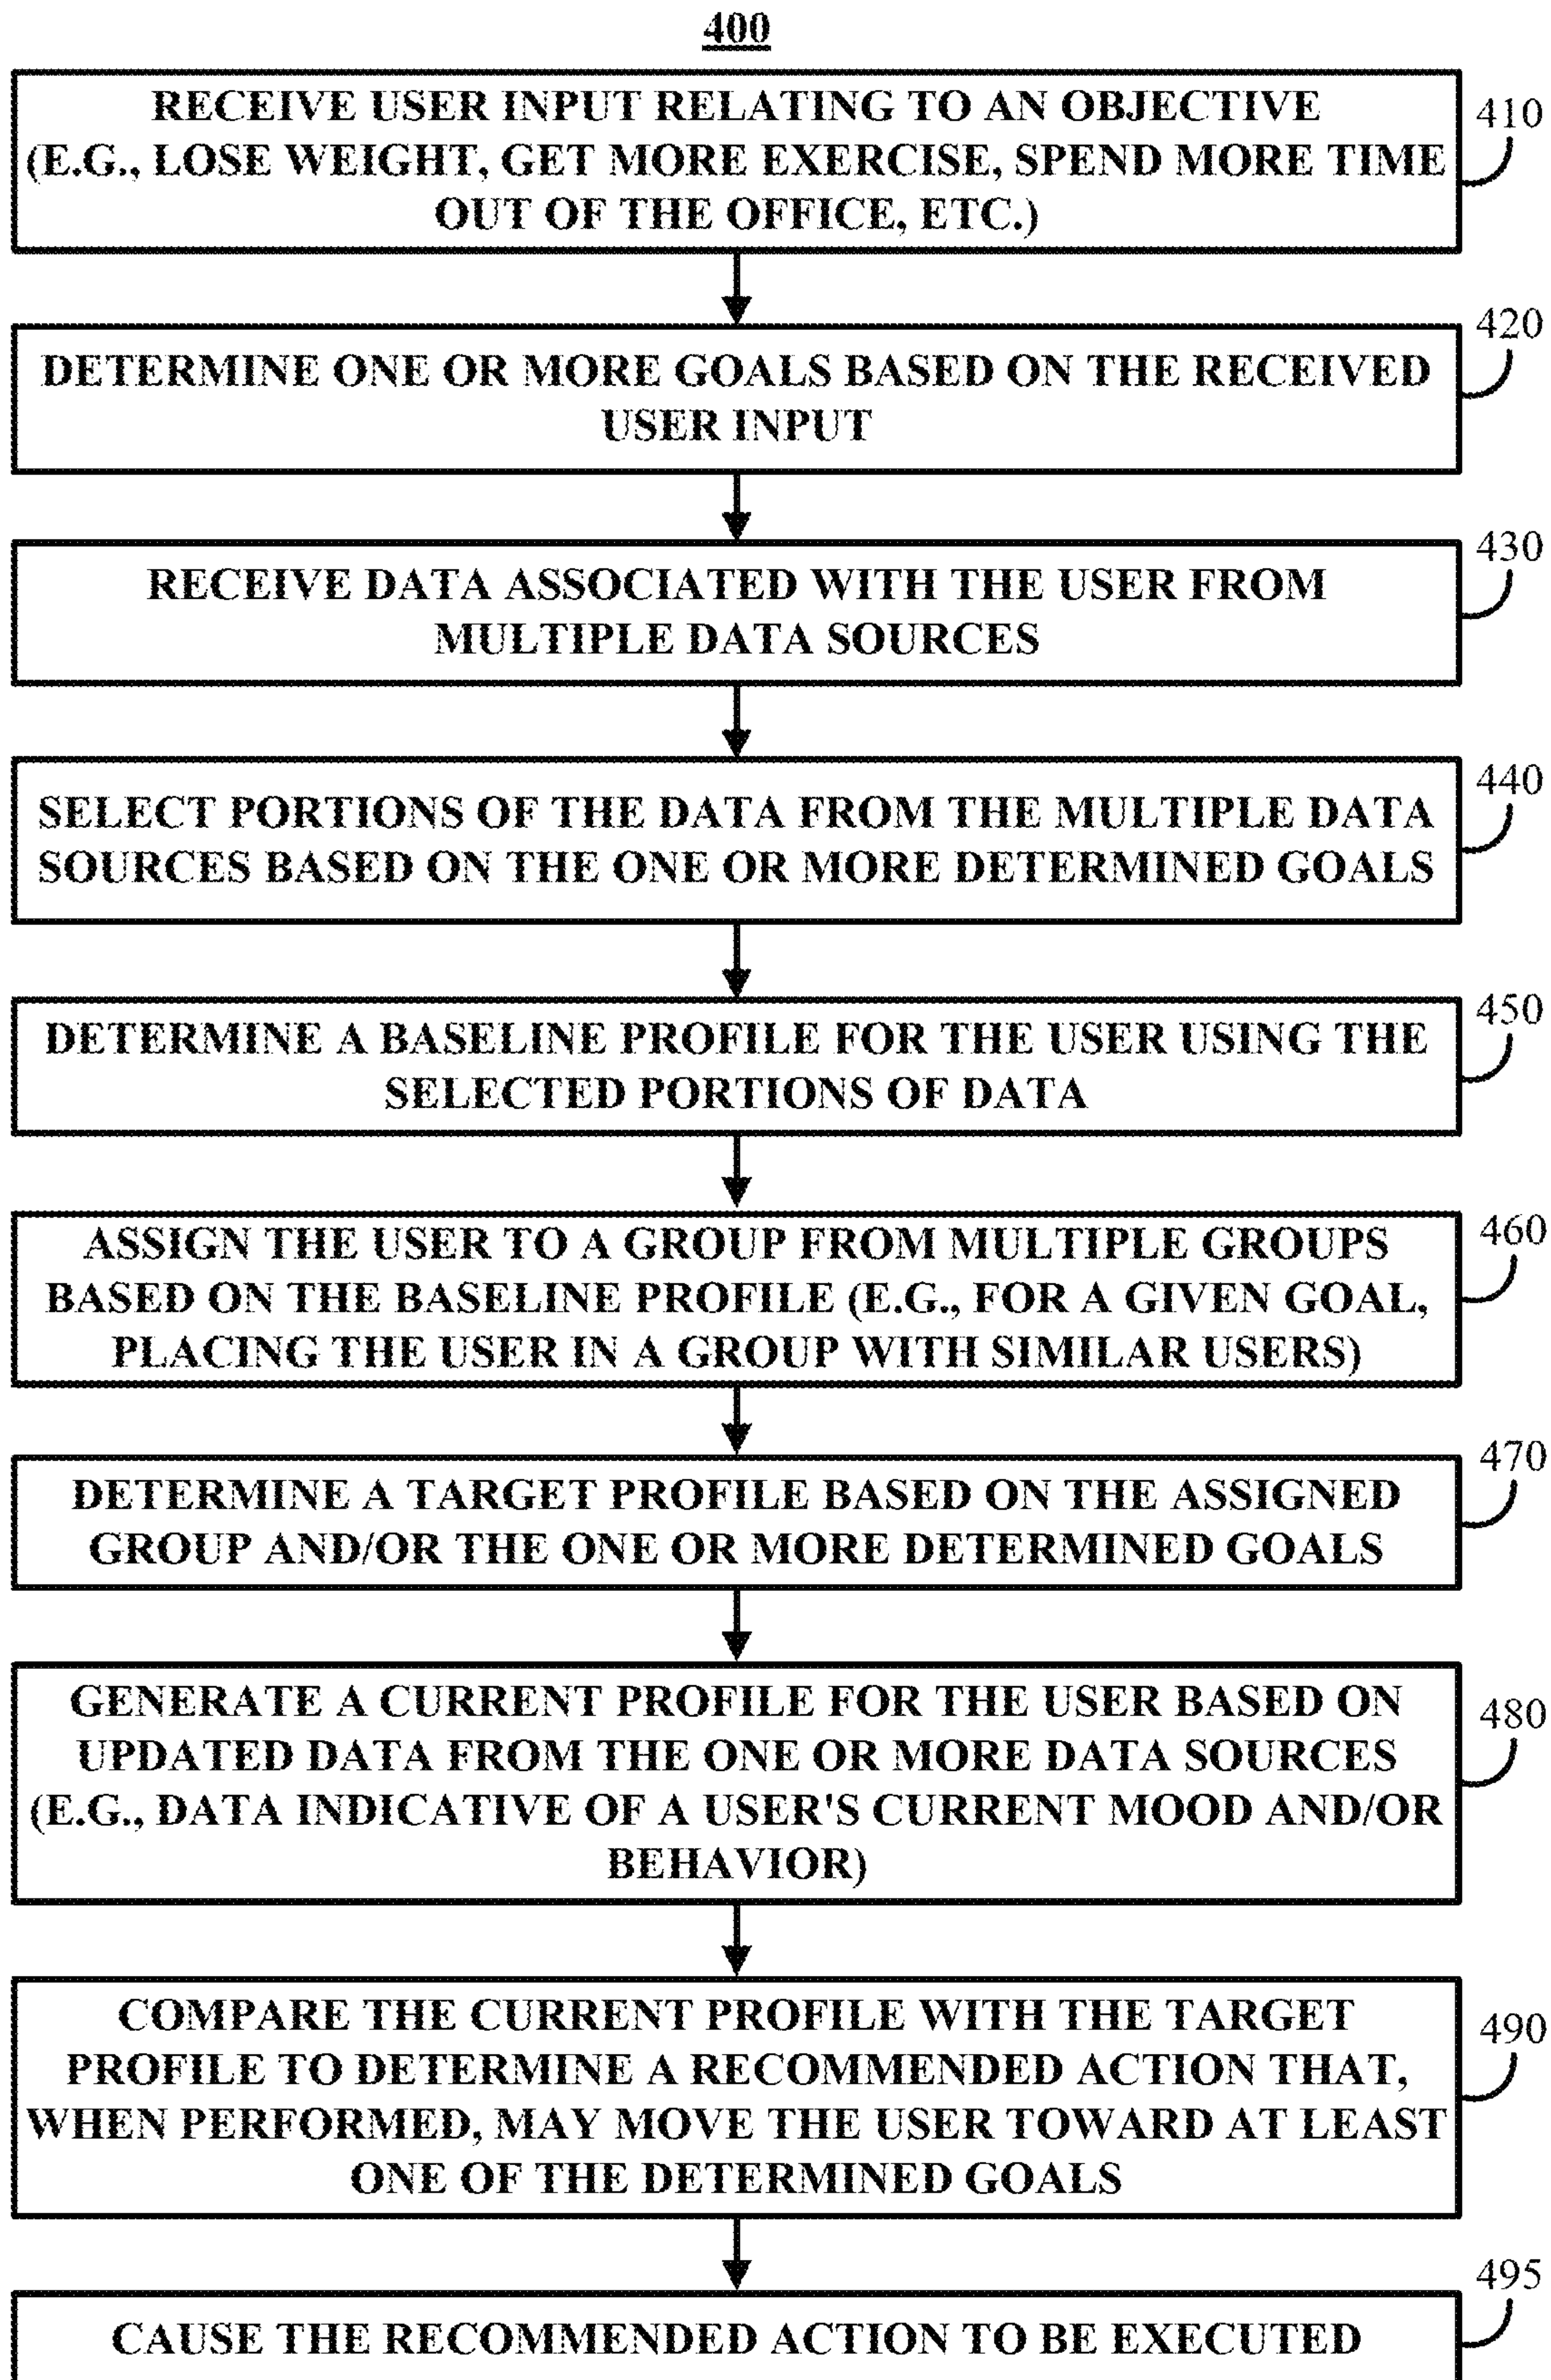 400
RECEIVE USER INPUT RELATING TO AN OBJECTIVE
(E.G., LOSE WEIGHT, GET MORE EXERCISE, SPEND MORE TIME
OUT OF THE OFFICE, ETC.)
410
DETERMINE ONE OR MORE GOALS BASED ON THE RECEIVED
USER INPUT
420
RECEIVE DATA ASSOCIATED WITH THE USER FROM
MULTIPLE DATA SOURCES
430
SELECT PORTIONS OF THE DATA FROM THE MULTIPLE DATA
SOURCES BASED ON THE ONE OR MORE DETERMINED GOALS
440
DETERMINE A BASELINE PROFILE FOR THE USER USING THE
SELECTED PORTIONS OF DATA
450
ASSIGN THE USER TO A GROUP FROM MULTIPLE GROUPS
BASED ON THE BASELINE PROFILE (E.G., FOR A GIVEN GOAL,
PLACING THE USER IN A GROUP WITH SIMILAR USERS)
460
DETERMINE A TARGET PROFILE BASED ON THE ASSIGNED
GROUP AND/OR THE ONE OR MORE DETERMINED GOALS
470
GENERATE A CURRENT PROFILE FOR THE USER BASED ON
UPDATED DATA FROM THE ONE OR MORE DATA SOURCES
(E.G., DATA INDICATIVE OF A USER'S CURRENT MOOD AND/OR
BEHAVIOR)
480
COMPARE THE CURRENT PROFILE WITH THE TARGET
PROFILE TO DETERMINE A RECOMMENDED ACTION THAT,
WHEN PERFORMED, MAY MOVE THE USER TOWARD AT LEAST
ONE OF THE DETERMINED GOALS
490
CAUSE THE RECOMMENDED ACTION TO BE EXECUTED
495